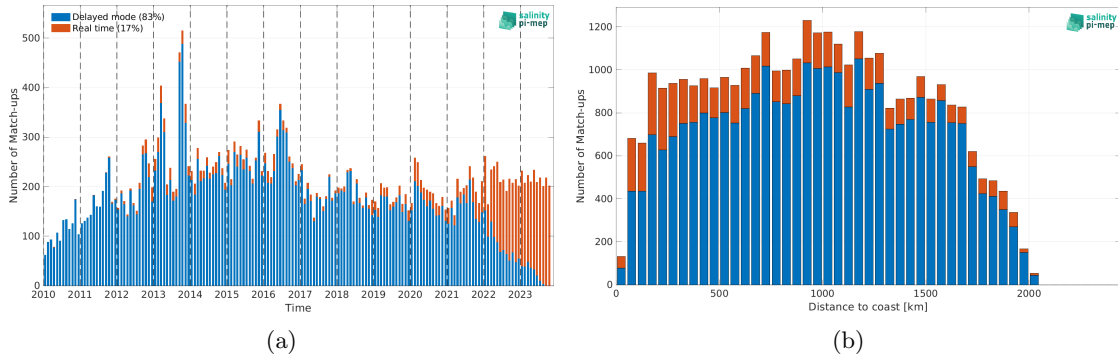 Delayed mode (83%)
Real time (17%)
salinity
pi-mep
500
400
300
200
100
0
Number of Match-ups
2010 2011 2012 2013 2014 2015 2016 2017 2018 2019 2020 2021 2022 2023
Time
(a)
salinity
pi-mep
1200
1000
800
600
400
200
0
Number of Match-ups
0 500 1000 1500 2000
Distance to coast [km]
(b)